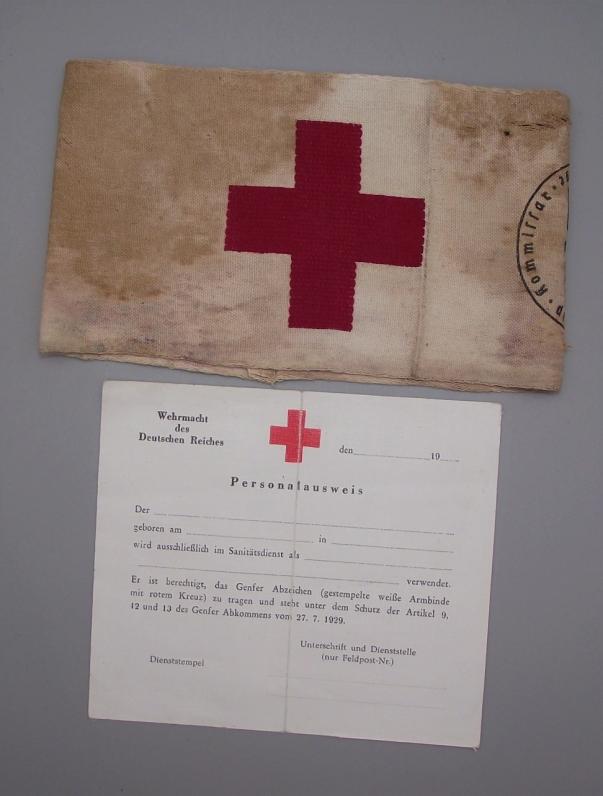 Kommissar
Wehrmacht
des
Deutschen Reiches
den 19
Personalausweis
Der
geboren am in
wird ausschließlich im Sanitätsdienst als
verwendet.
Er ist berechtigt, das Genfer Abzeichen (gestempelte weiße Armbinde
mit rotem Kreuz) zu tragen und steht unter dem Schutz der Artikel 9,
12 und 13 des Genfer Abkommens vom 27. 7. 1929.
Unterschrift und Dienststelle
(nur Feldpost-Nr.)
Dienststempel